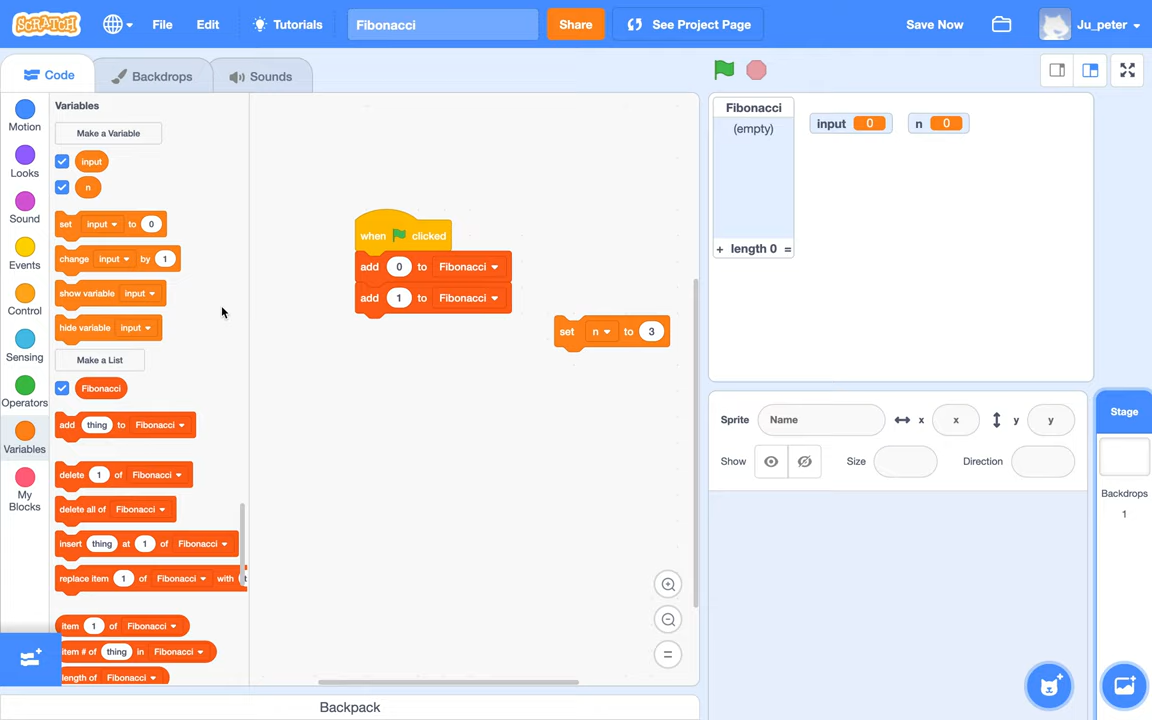 SCRATCH File Edit Tutorials Fibonacci Share See Project Page Save Now Ju_peter
Code Backdrops Sounds
Motion
Looks
Sound
Events
Control
Sensing
Operators
Variables
My
Blocks
Variables
Make a Variable
input
n
set input to 0
change input by 1
show variable input
hide variable input
Make a List
Fibonacci
add thing to Fibonacci
delete 1 of Fibonacci
delete all of Fibonacci
insert thing at 1 of Fibonacci
replace item 1 of Fibonacci with
item 1 of Fibonacci
item # of thing in Fibonacci
length of Fibonacci
when clicked
add 0 to Fibonacci
add 1 to Fibonacci
set n to 3
Backpack
Fibonacci
(empty)
+ length 0 =
input 0
n 0
Sprite Name x x y y
Show Size Direction
Stage
Backdrops
1